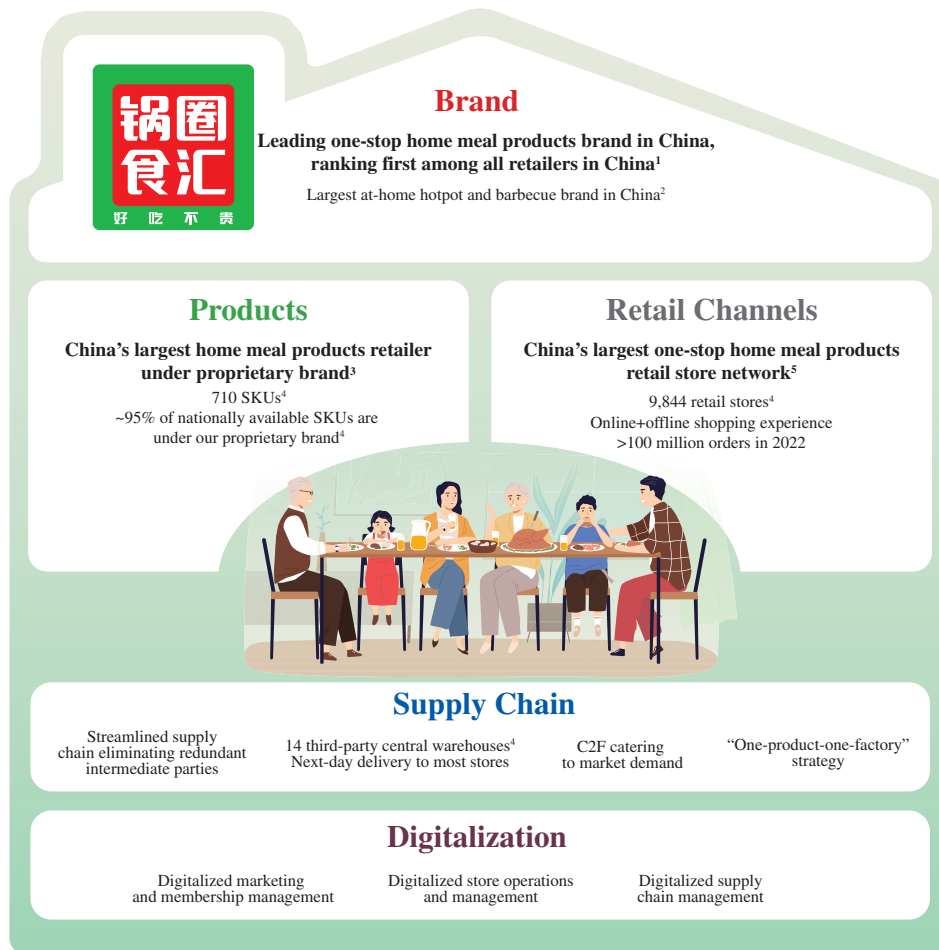 锅圈
食汇
好吃不贵
Brand
Leading one-stop home meal products brand in China,
ranking first among all retailers in China¹
Largest at-home hotpot and barbecue brand in China²
Products
China’s largest home meal products retailer
under proprietary brand³
710 SKUs⁴
~95% of nationally available SKUs are
under our proprietary brand⁴
Retail Channels
China’s largest one-stop home meal products
retail store network⁵
9,844 retail stores⁴
Online+offline shopping experience
>100 million orders in 2022
Supply Chain
Streamlined supply
chain eliminating redundant
intermediate parties
14 third-party central warehouses⁴
Next-day delivery to most stores
C2F catering
to market demand
“One-product-one-factory”
strategy
Digitalization
Digitalized marketing
and membership management
Digitalized store operations
and management
Digitalized supply
chain management